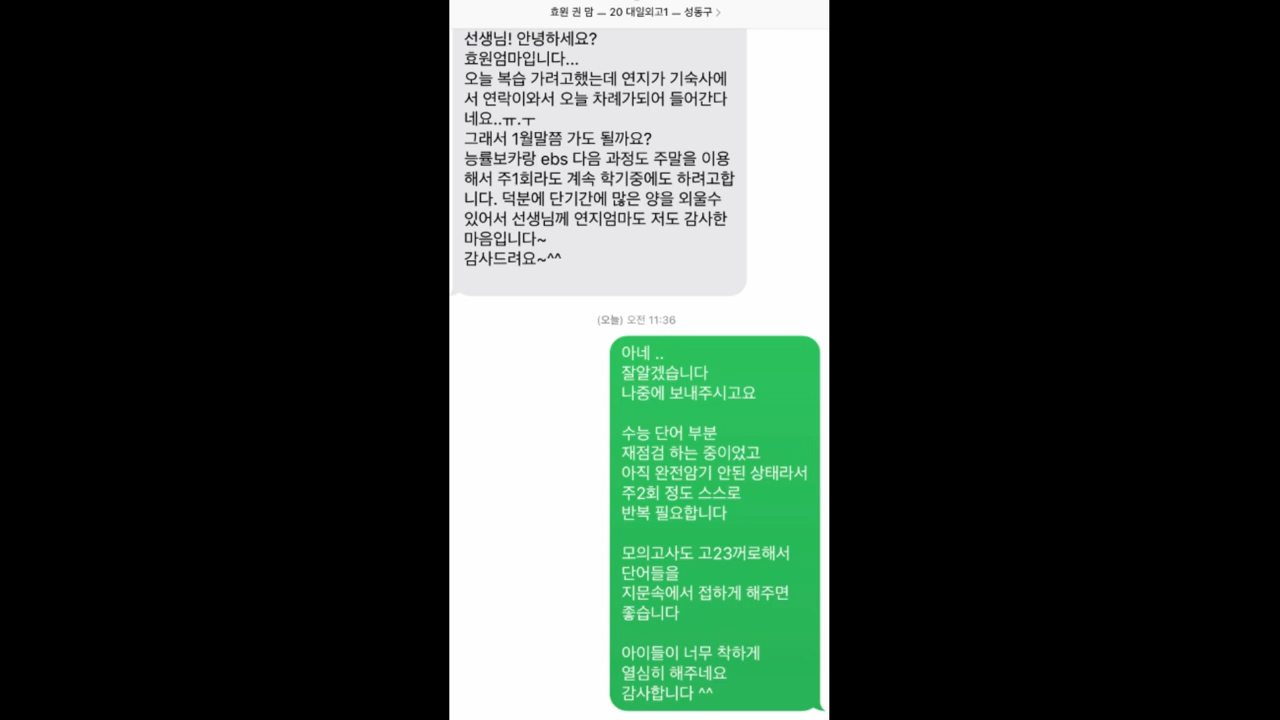 효원 권 맘 – 20 대일외고1 – 성동구 >
선생님! 안녕하세요?
효원엄마입니다...
오늘 복습 가려고했는데 연지가 기숙사에
서 연락이와서 오늘 차례가되어 들어간다
네요..ㅠ.ㅜ
그래서 1월말쯤 가도 될까요?
능률보카랑 ebs 다음 과정도 주말을 이용
해서 주1회라도 계속 학기중에도 하려고합
니다. 덕분에 단기간에 많은 양을 외울수
있어서 선생님께 연지엄마도 저도 감사한
마음입니다~
감사드려요~^^
(오늘) 오전 11:36
아네 ..
잘알겠습니다
나중에 보내주시고요
수능 단어 부분
재점검 하는 중이었고
아직 완전암기 안된 상태라서
주2회 정도 스스로
반복 필요합니다
모의고사도 고23꺼로해서
단어들을
지문속에서 접하게 해주면
좋습니다
아이들이 너무 착하게
열심히 해주네요
감사합니다 ^^